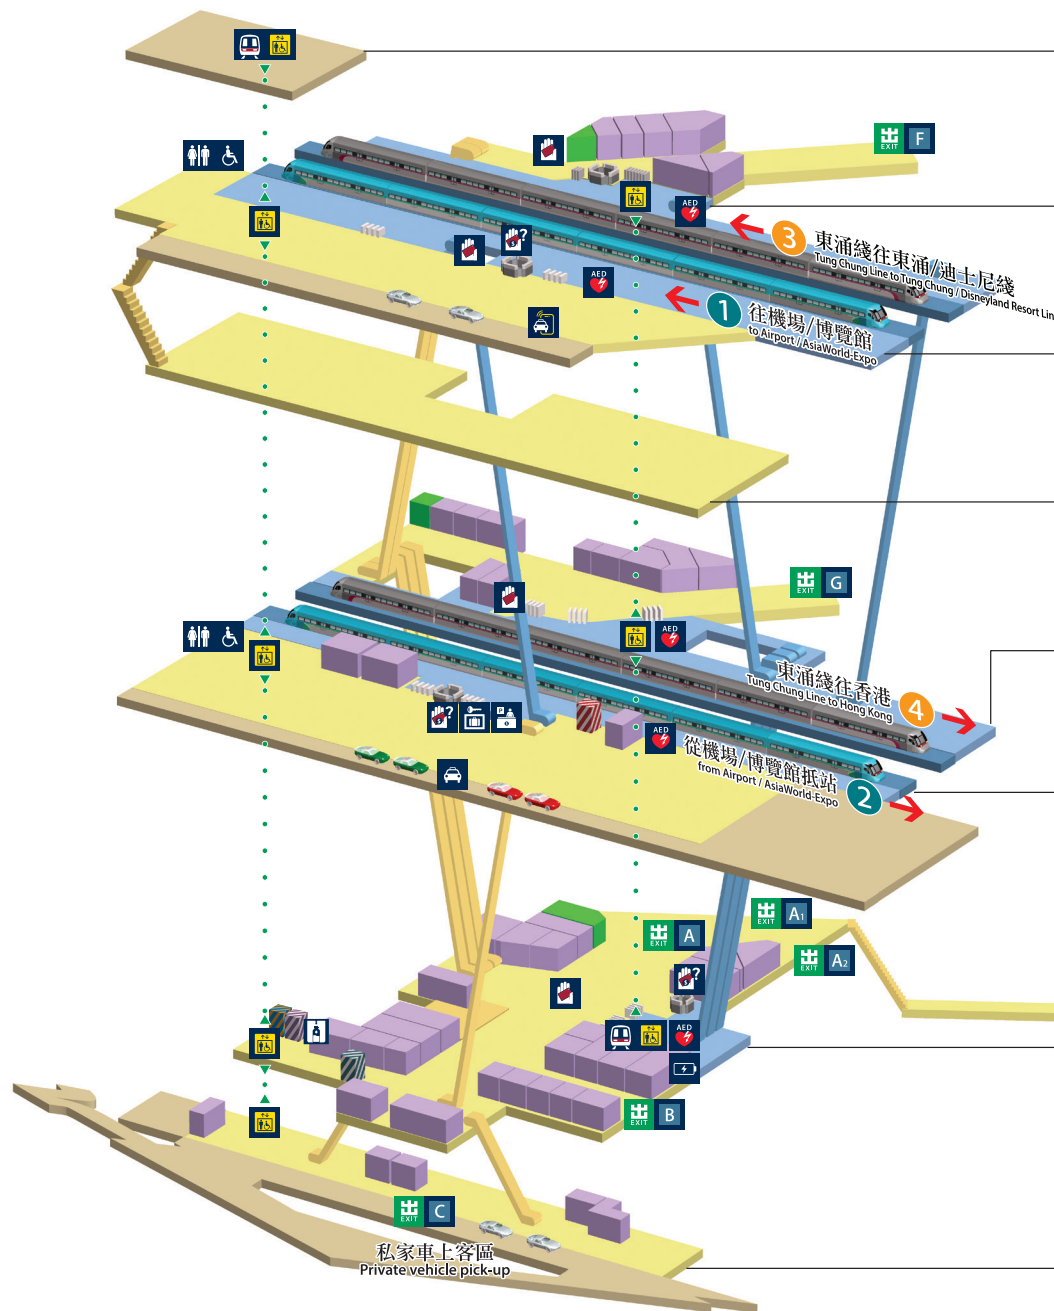 EXIT F
AED
3 東涌綫往東涌/迪士尼綫
Tung Chung Line to Tung Chung / Disneyland Resort Lin
?
AED
1 往機場/博覽館
to Airport / AsiaWorld-Expo
EXIT G
AED
東涌綫往香港 4
Tung Chung Line to Hong Kong
?
P
AED
從機場/博覽館抵站 2
from Airport / AsiaWorld-Expo
EXIT A1
EXIT A
EXIT A2
?
AED
EXIT B
EXIT C
私家車上客區
Private vehicle pick-up